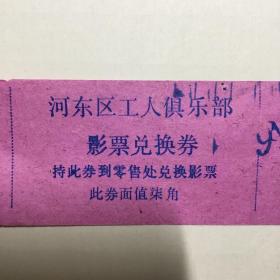 河东区工人俱乐部
影票兑换券
持此券到零售处兑换影票
此券面值柒角